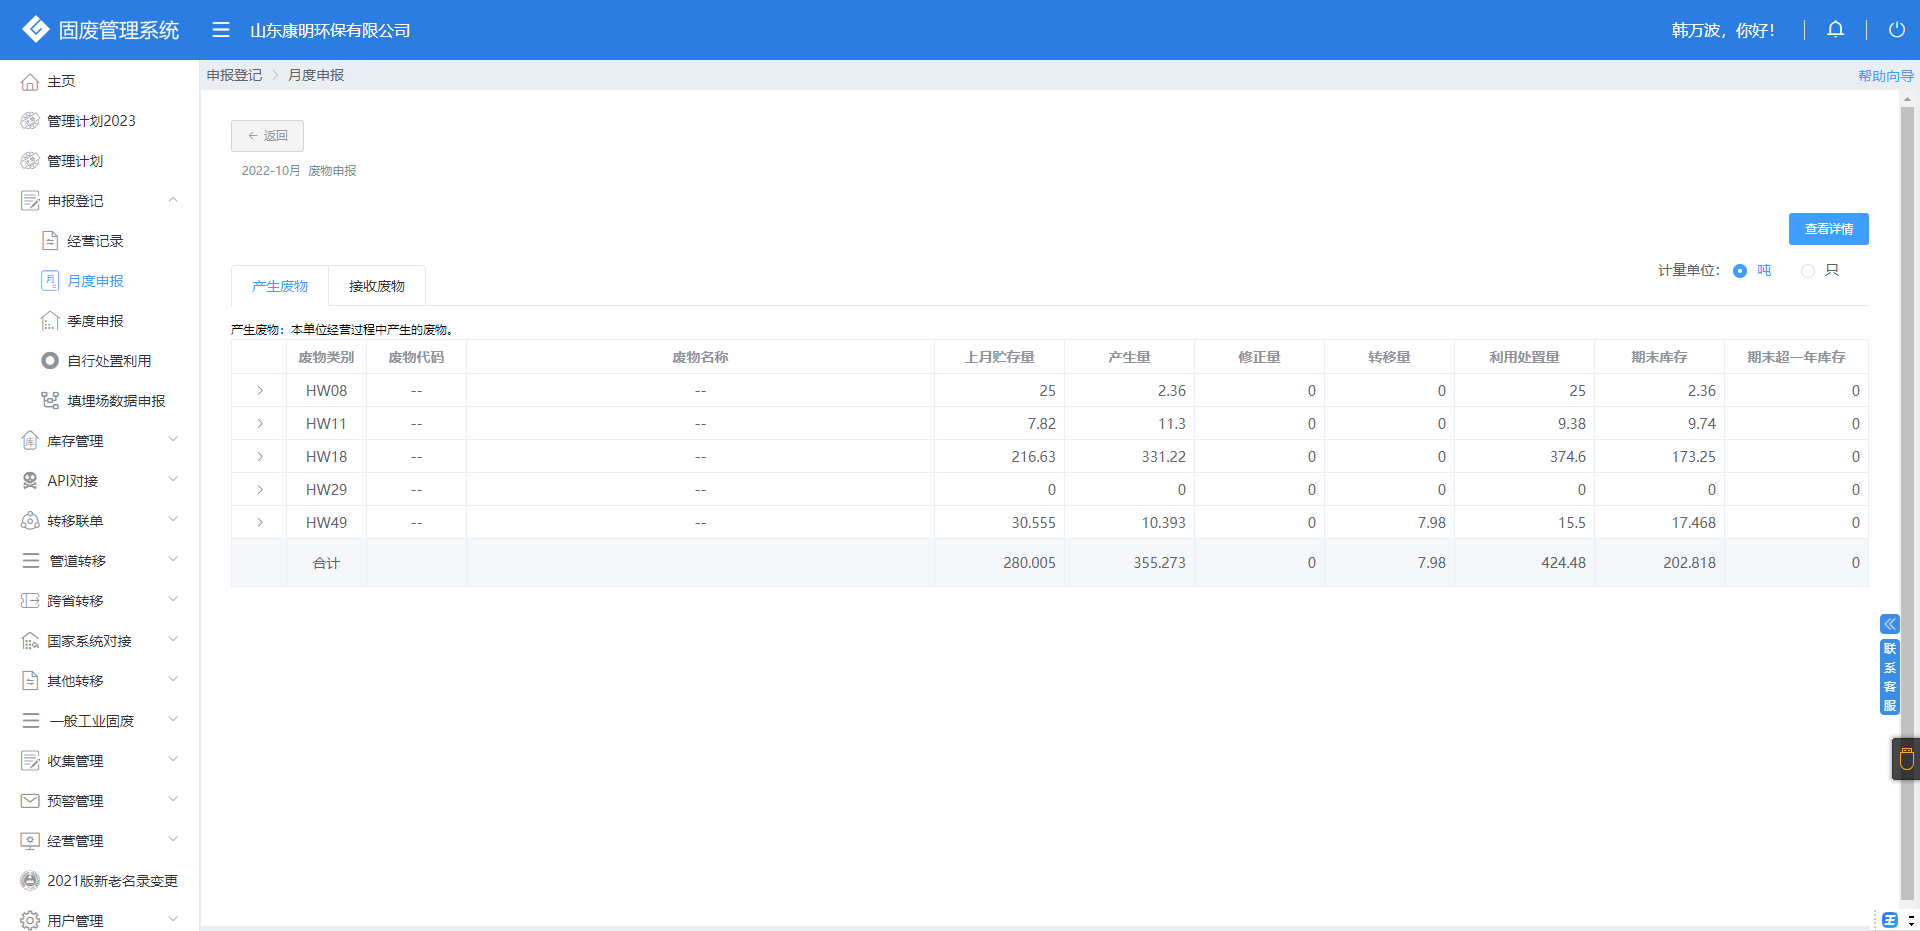 固废管理系统
山东康明环保有限公司
韩万波，你好！
主页
管理计划2023
管理计划
申报登记
经营记录
月度申报
季度申报
自行处置利用
填埋场数据申报
库存管理
API对接
转移联单
管道转移
跨省转移
国家系统对接
其他转移
一般工业固废
收集管理
预警管理
经营管理
2021版新老名录变更
用户管理
申报登记 > 月度申报
帮助向导
← 返回
2022-10月 废物申报
查看详情
计量单位： 吨 只
产生废物 接收废物
产生废物：本单位经营过程中产生的废物。
废物类别 废物代码 废物名称 上月贮存量 产生量 修正量 转移量 利用处置量 期末库存 期末超一年库存
HW08 -- -- 25 2.36 0 0 25 2.36 0
HW11 -- -- 7.82 11.3 0 0 9.38 9.74 0
HW18 -- -- 216.63 331.22 0 0 374.6 173.25 0
HW29 -- -- 0 0 0 0 0 0 0
HW49 -- -- 30.555 10.393 0 7.98 15.5 17.468 0
合计 280.005 355.273 0 7.98 424.48 202.818 0
联系客服